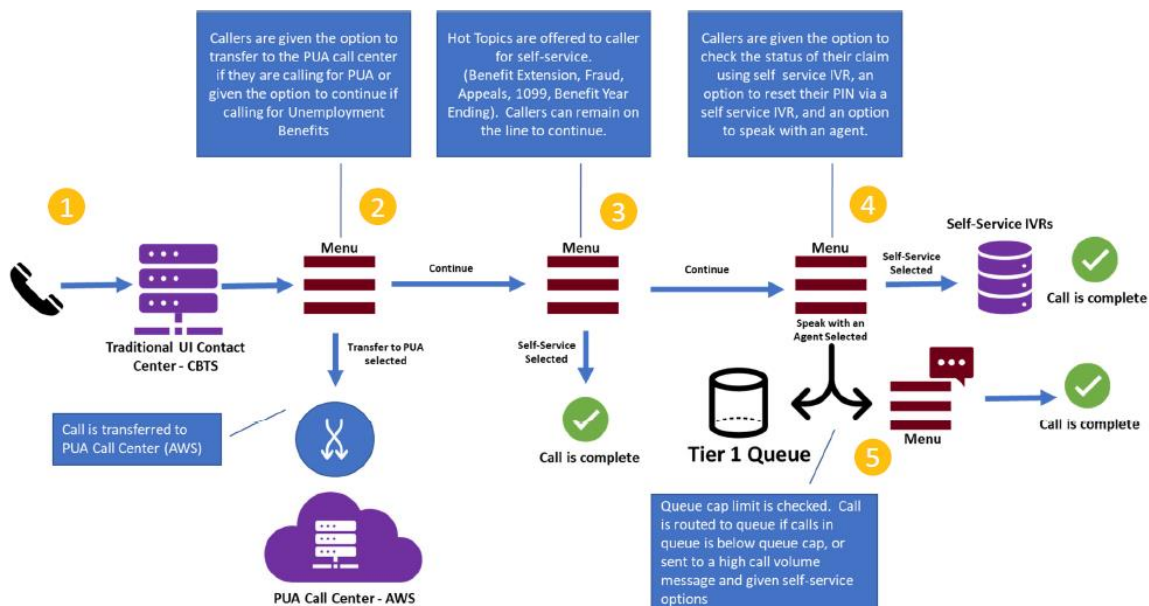 Callers are given the option to
transfer to the PUA call center
if they are calling for PUA or
given the option to continue if
calling for Unemployment
Benefits
Hot Topics are offered to caller
for self-service.
(Benefit Extension, Fraud,
Appeals, 1099, Benefit Year
Ending). Callers can remain on
the line to continue.
Callers are given the option to
check the status of their claim
using self service IVR, an
option to reset their PIN via a
self service IVR, and an option
to speak with an agent.
1
2
3
4
Menu
Menu
Menu
Self-Service IVRs
Continue
Continue
Self-Service
Selected
Call is complete
Traditional UI Contact
Center - CBTS
Transfer to PUA
selected
Self-Service
Selected
Speak with an
Agent Selected
Call is transferred to
PUA Call Center (AWS)
Call is complete
Tier 1 Queue
Menu
Call is complete
5
Queue cap limit is checked. Call
is routed to queue if calls in
queue is below queue cap, or
sent to a high call volume
message and given self-service
options
PUA Call Center - AWS